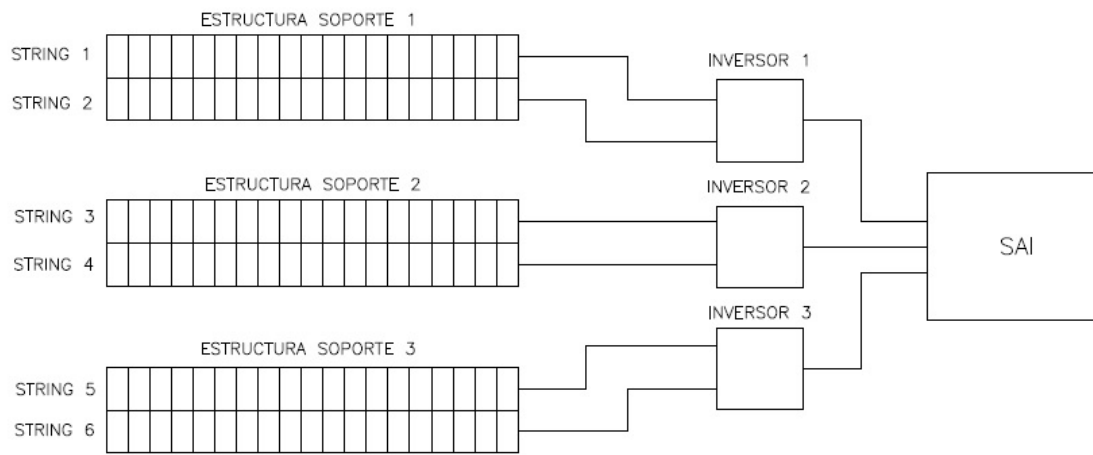 ESTRUCTURA SOPORTE 1
STRING 1
STRING 2
INVERSOR 1
ESTRUCTURA SOPORTE 2
STRING 3
STRING 4
INVERSOR 2
SAI
ESTRUCTURA SOPORTE 3
STRING 5
STRING 6
INVERSOR 3